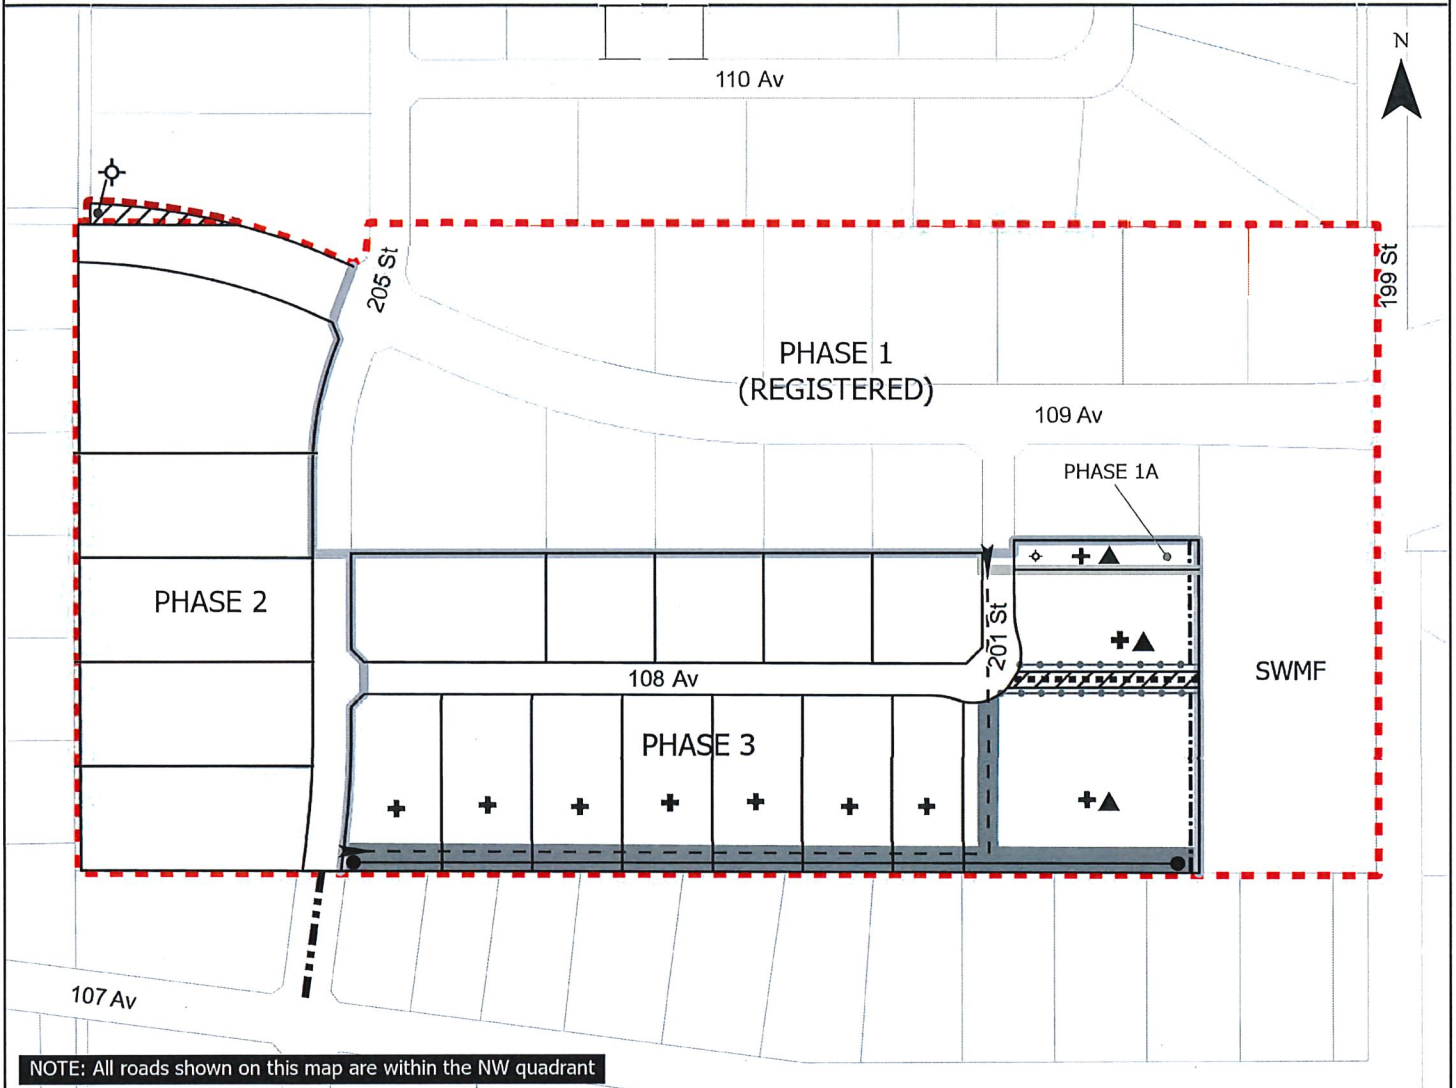 N
110 Av
205 St
199 St
PHASE 1
(REGISTERED)
109 Av
PHASE 1A
PHASE 2
201 St
108 Av
SWMF
PHASE 3
107 Av
NOTE: All roads shown on this map are within the NW quadrant